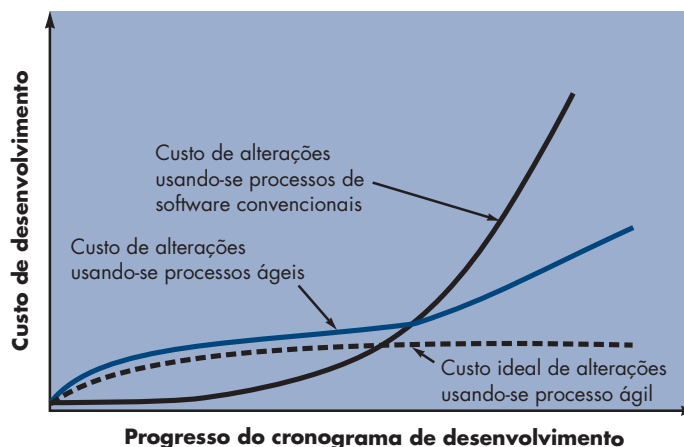 Custo de desenvolvimento
Custo de alterações
usando-se processos de
software convencionais
Custo de alterações
usando-se processos ágeis
Custo ideal de alterações
usando-se processo ágil
Progresso do cronograma de desenvolvimento